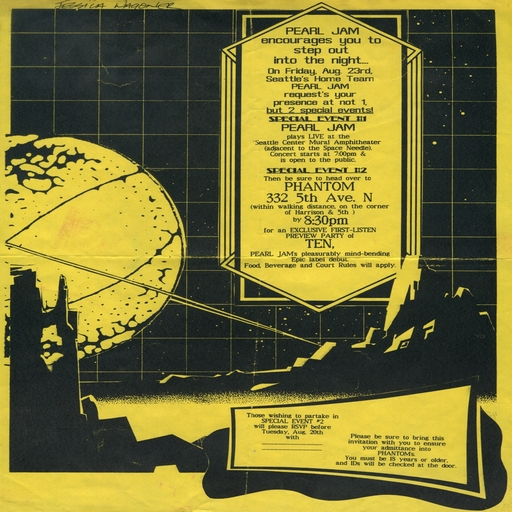 JESSICA WAGONER
PEARL JAM
encourages you to
step out
into the night...
On Friday, Aug. 23rd,
Seattle's Home Team
PEARL JAM
request's your
presence at not 1,
but 2 special events!
SPECIAL EVENT #1
PEARL JAM
plays LIVE at the
Seattle Center Mural Amphitheater
(adjacent to the Space Needle).
Concert starts at 7:00pm &
is open to the public.
SPECIAL EVENT #2
Then be sure to head over to
PHANTOM
332 5th Ave. N
(within walking distance, on the corner
of Harrison & 5th )
by 8:30pm
for an EXCLUSIVE FIRST-LISTEN
PREVIEW PARTY of
TEN,
PEARL JAM's pleasurably mind-bending
Epic label debut.
Food, Beverage and Court Rules will apply.
Those wishing to partake in
SPECIAL EVENT #2
will please RSVP before
Tuesday, Aug. 20th
with
Please be sure to bring this
invitation with you to ensure
your admittance into
PHANTOMs.
You must be 18 years or older,
and IDs will be checked at the door.